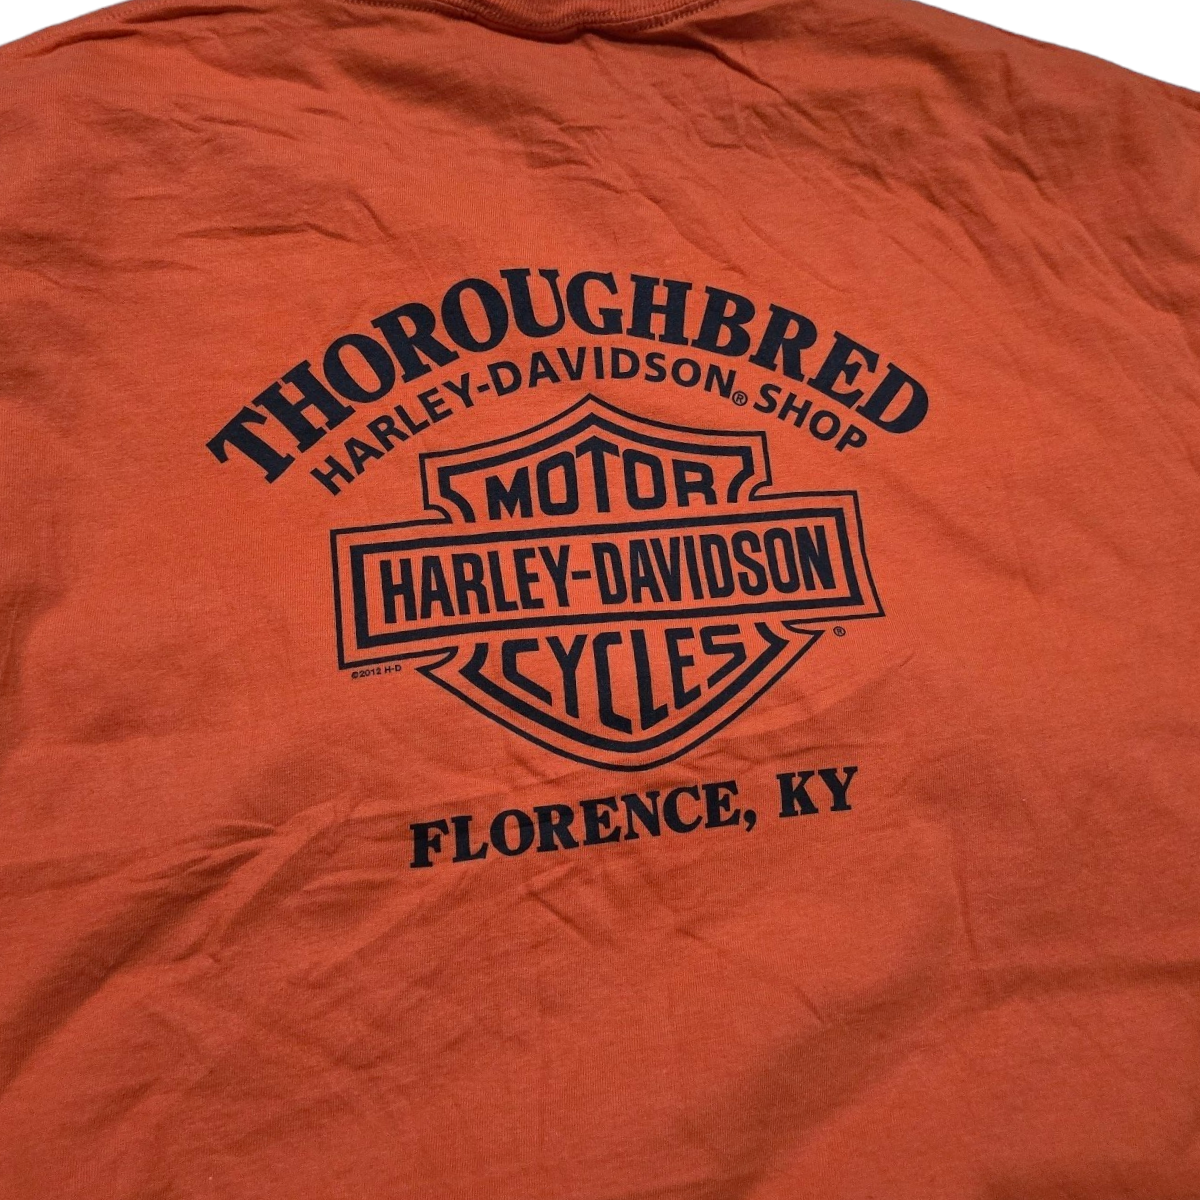 THOROUGHBRED
HARLEY-DAVIDSON® SHOP
MOTOR
HARLEY-DAVIDSON
CYCLES
®
©2012 H-D
FLORENCE, KY